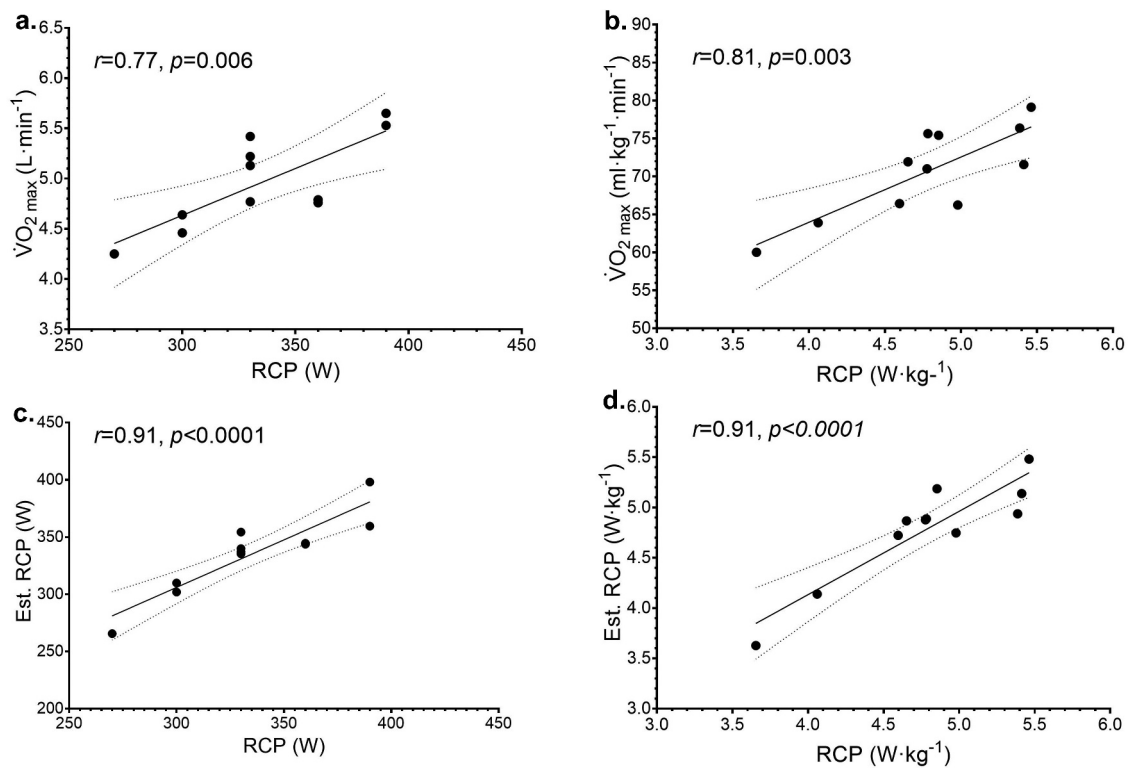 a.
r=0.77, p=0.006
V̇O2 max (L·min-1)
6.5
6.0
5.5
5.0
4.5
4.0
3.5
250 300 350 400 450
RCP (W)
b.
r=0.81, p=0.003
V̇O2 max (ml·kg-1·min-1)
90
85
80
75
70
65
60
55
50
3.0 3.5 4.0 4.5 5.0 5.5 6.0
RCP (W·kg-1)
c.
r=0.91, p<0.0001
Est. RCP (W)
450
400
350
300
250
200
250 300 350 400 450
RCP (W)
d.
r=0.91, p<0.0001
Est. RCP (W·kg-1)
6.0
5.5
5.0
4.5
4.0
3.5
3.0
3.0 3.5 4.0 4.5 5.0 5.5 6.0
RCP (W·kg-1)